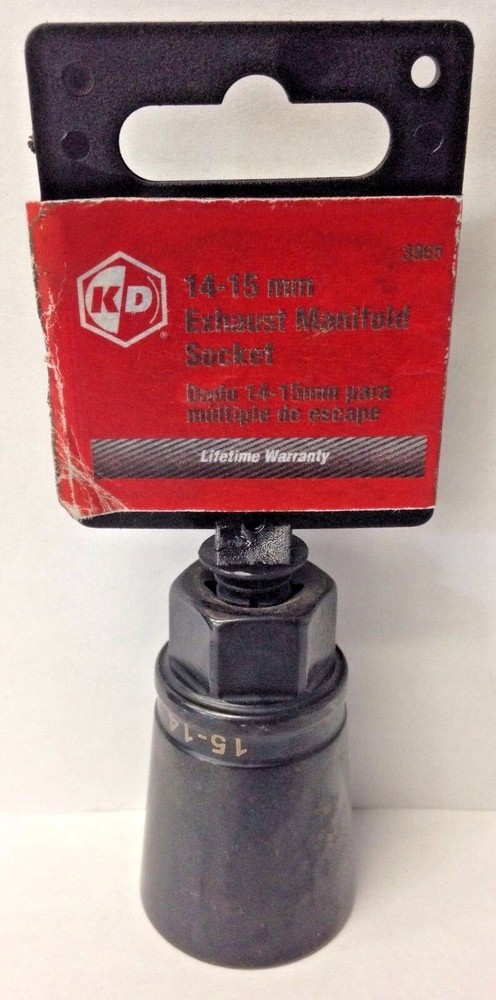 3965
KD
®
14-15 mm
Exhaust Manifold
Socket
Dado 14-15mm para
múltiple de escape
Lifetime Warranty
15-14